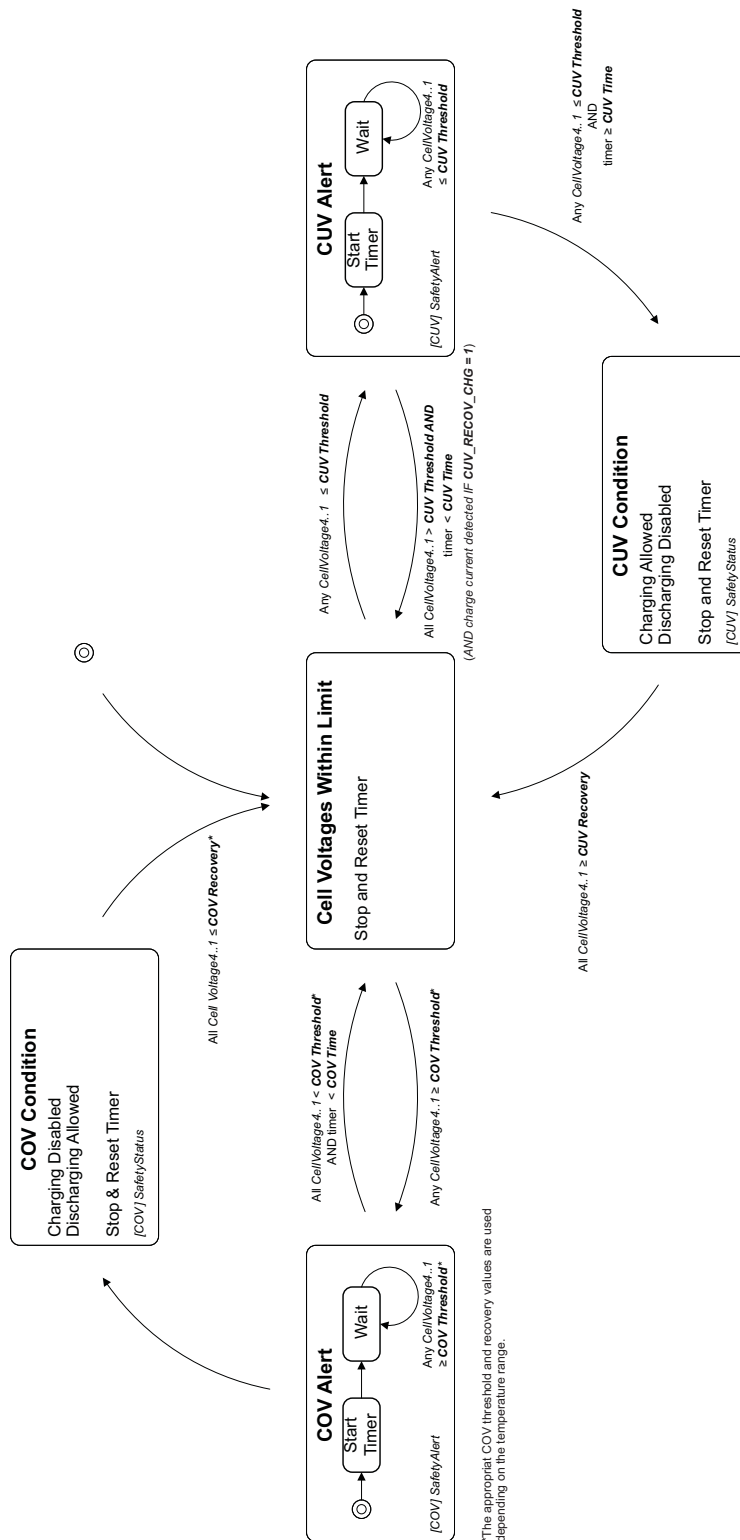 COV Condition
Charging Disabled
Discharging Allowed
Stop & Reset Timer
[COV] SafetyStatus
All Cell Voltage4..1 ≤ COV Recovery*
COV Alert
Start
Timer
Wait
Any CellVoltage4..1
≥ COV Threshold*
[COV] SafetyAlert
All CellVoltage4..1 < COV Threshold*
AND timer < COV Time
Any CellVoltage4..1 ≥ COV Threshold*
Cell Voltages Within Limit
Stop and Reset Timer
Any CellVoltage4..1 ≤ CUV Threshold
All CellVoltage4..1 > CUV Threshold AND
timer < CUV Time
(AND charge current detected IF CUV_RECOV_CHG = 1)
CUV Alert
Start
Timer
Wait
Any CellVoltage4..1
≤ CUV Threshold
[CUV] SafetyAlert
Any CellVoltage4..1 ≤ CUV Threshold
AND
timer ≥ CUV Time
All CellVoltage4..1 ≥ CUV Recovery
CUV Condition
Charging Allowed
Discharging Disabled
Stop and Reset Timer
[CUV] SafetyStatus
*The appropriat COV threshold and recovery values are used
depending on the temperature range.